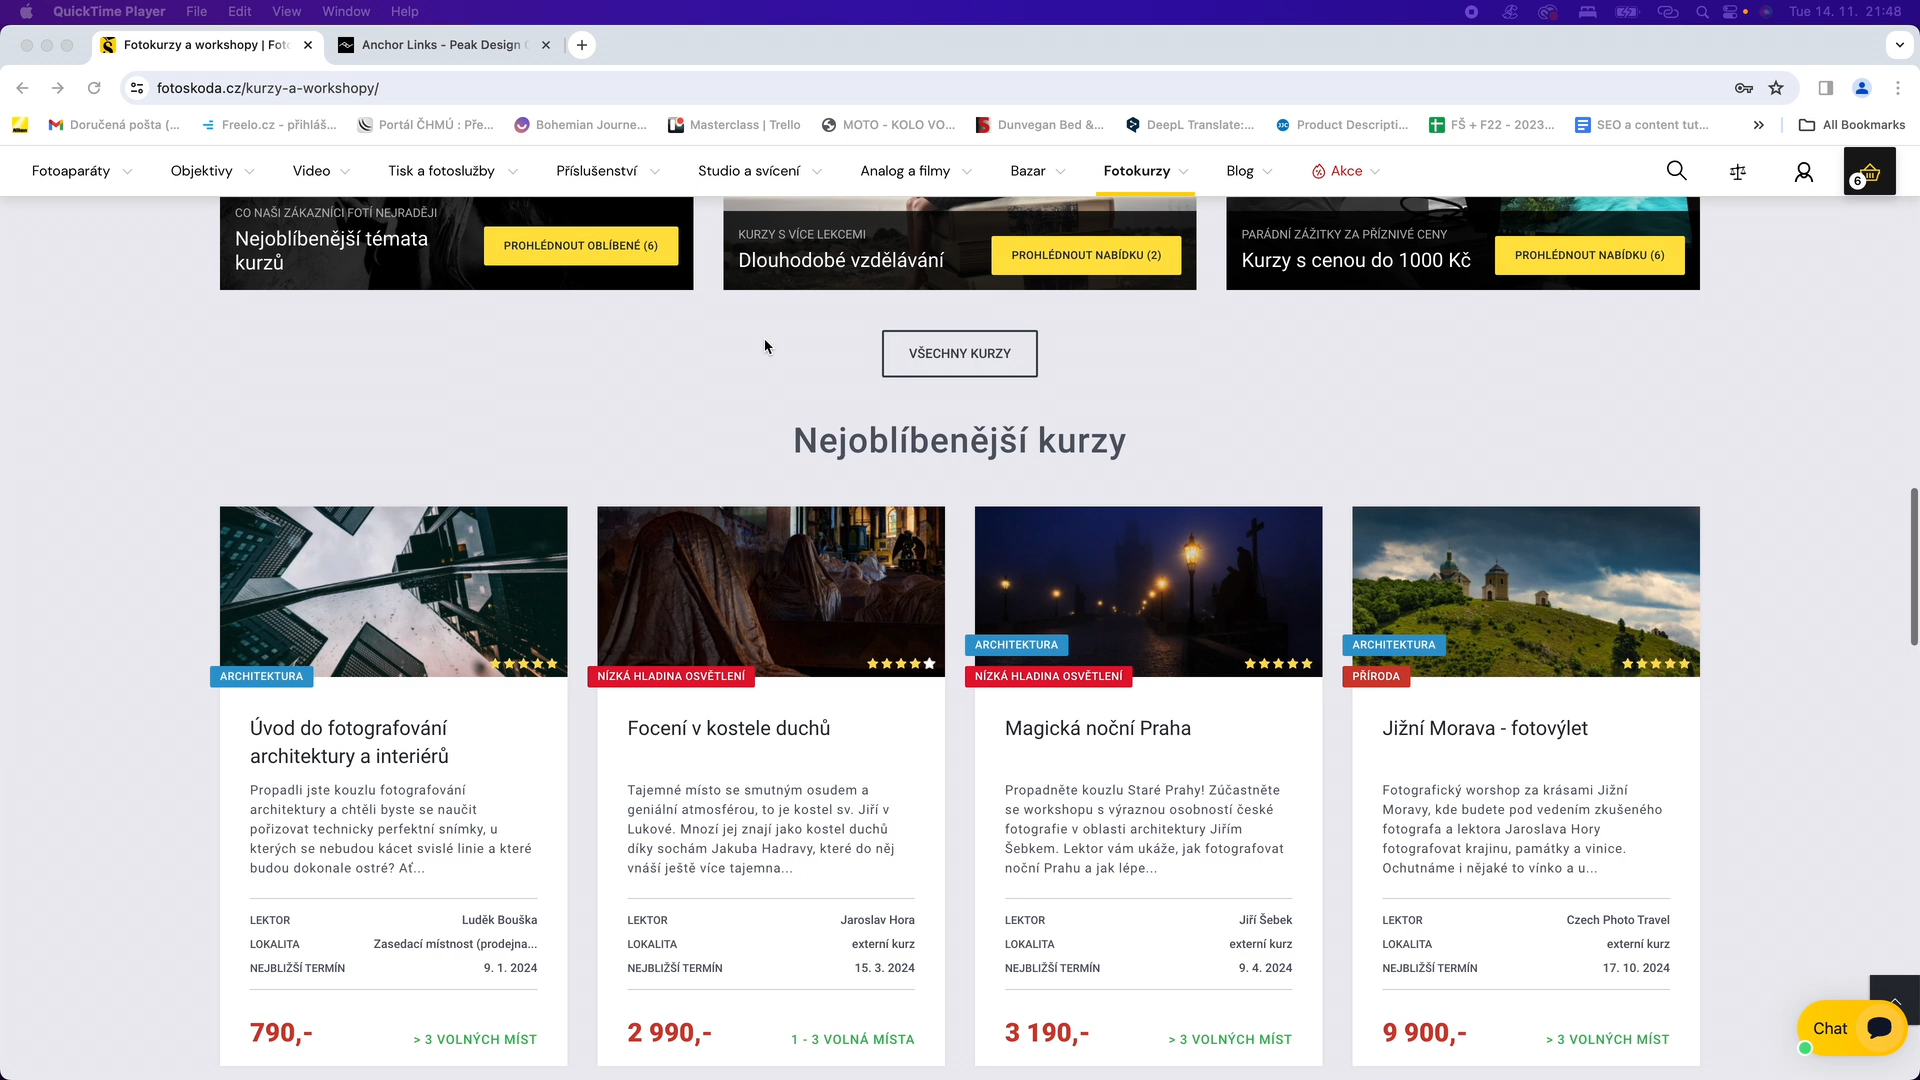 QuickTime Player File Edit View Window Help Tue 14. 11. 21:48
Fotokurzy a workshopy | Foto Anchor Links - Peak Design
fotoskoda.cz/kurzy-a-workshopy/
Doručená pošta (... Freelo.cz - přihláš... Portál ČHMÚ : Pře... Bohemian Journe... Masterclass | Trello MOTO - KOLO VO... Dunvegan Bed &... DeepL Translate:... Product Descripti... FŠ + F22 - 2023... SEO a content tut... All Bookmarks
Fotoaparáty Objektivy Video Tisk a fotoslužby Příslušenství Studio a svícení Analog a filmy Bazar Fotokurzy Blog Akce 6
CO NAŠI ZÁKAZNÍCI FOTÍ NEJRADĚJI
Nejoblíbenější témata
kurzů
PROHLÉDNOUT OBLÍBENÉ (6)
KURZY S VÍCE LEKCEMI
Dlouhodobé vzdělávání
PROHLÉDNOUT NABÍDKU (2)
PARÁDNÍ ZÁŽITKY ZA PŘÍZNIVÉ CENY
Kurzy s cenou do 1000 Kč
PROHLÉDNOUT NABÍDKU (6)
VŠECHNY KURZY
Nejoblíbenější kurzy
ARCHITEKTURA
Úvod do fotografování
architektury a interiérů
Propadli jste kouzlu fotografování
architektury a chtěli byste se naučit
pořizovat technicky perfektní snímky, u
kterých se nebudou kácet svislé linie a které
budou dokonale ostré? Ať...
LEKTOR Luděk Bouška
LOKALITA Zasedací místnost (prodejna...
NEJBLIŽŠÍ TERMÍN 9. 1. 2024
790,- > 3 VOLNÝCH MÍST
NÍZKÁ HLADINA OSVĚTLENÍ
Focení v kostele duchů
Tajemné místo se smutným osudem a
geniální atmosférou, to je kostel sv. Jiří v
Lukové. Mnozí jej znají jako kostel duchů
díky sochám Jakuba Hadravy, které do něj
vnáší ještě více tajemna...
LEKTOR Jaroslav Hora
LOKALITA externí kurz
NEJBLIŽŠÍ TERMÍN 15. 3. 2024
2 990,- 1 - 3 VOLNÁ MÍSTA
ARCHITEKTURA
NÍZKÁ HLADINA OSVĚTLENÍ
Magická noční Praha
Propadněte kouzlu Staré Prahy! Zúčastněte
se workshopu s výraznou osobností české
fotografie v oblasti architektury Jiřím
Šebkem. Lektor vám ukáže, jak fotografovat
noční Prahu a jak lépe...
LEKTOR Jiří Šebek
LOKALITA externí kurz
NEJBLIŽŠÍ TERMÍN 9. 4. 2024
3 190,- > 3 VOLNÝCH MÍST
ARCHITEKTURA
PŘÍRODA
Jižní Morava - fotovýlet
Fotografický worshop za krásami Jižní
Moravy, kde budete pod vedením zkušeného
fotografa a lektora Jaroslava Hory
fotografovat krajinu, památky a vinice.
Ochutnáme i nějaké to vínko a u...
LEKTOR Czech Photo Travel
LOKALITA externí kurz
NEJBLIŽŠÍ TERMÍN 17. 10. 2024
9 900,- > 3 VOLNÝCH MÍST
Chat